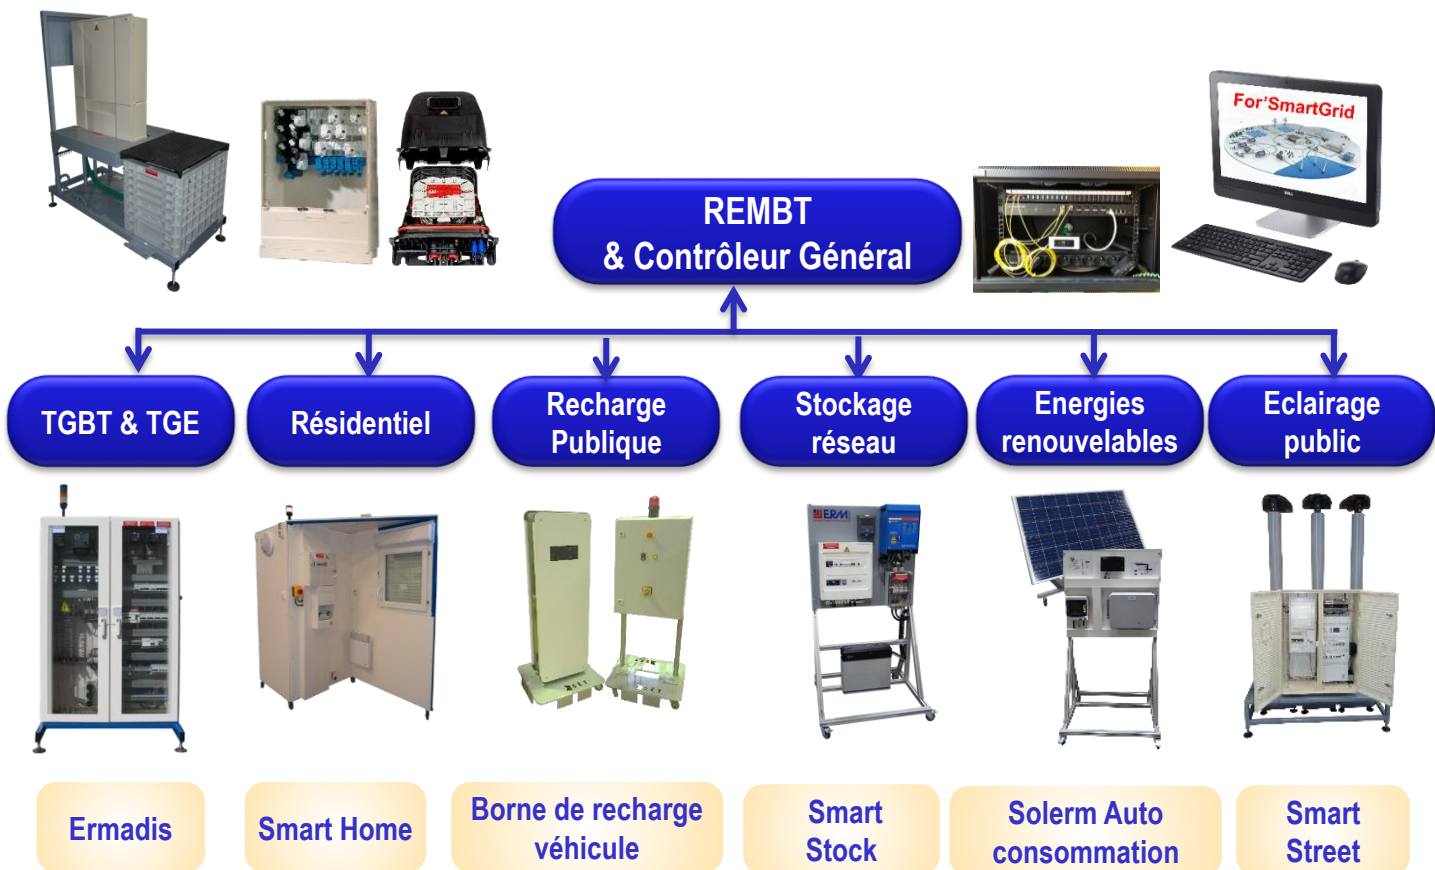 For'SmartGrid
REMBT
& Contrôleur Général
TGBT & TGE
Résidentiel
Recharge
Publique
Stockage
réseau
Energies
renouvelables
Eclairage
public
ERM
Ermadis
Smart Home
Borne de recharge
véhicule
Smart
Stock
Solerm Auto
consommation
Smart
Street